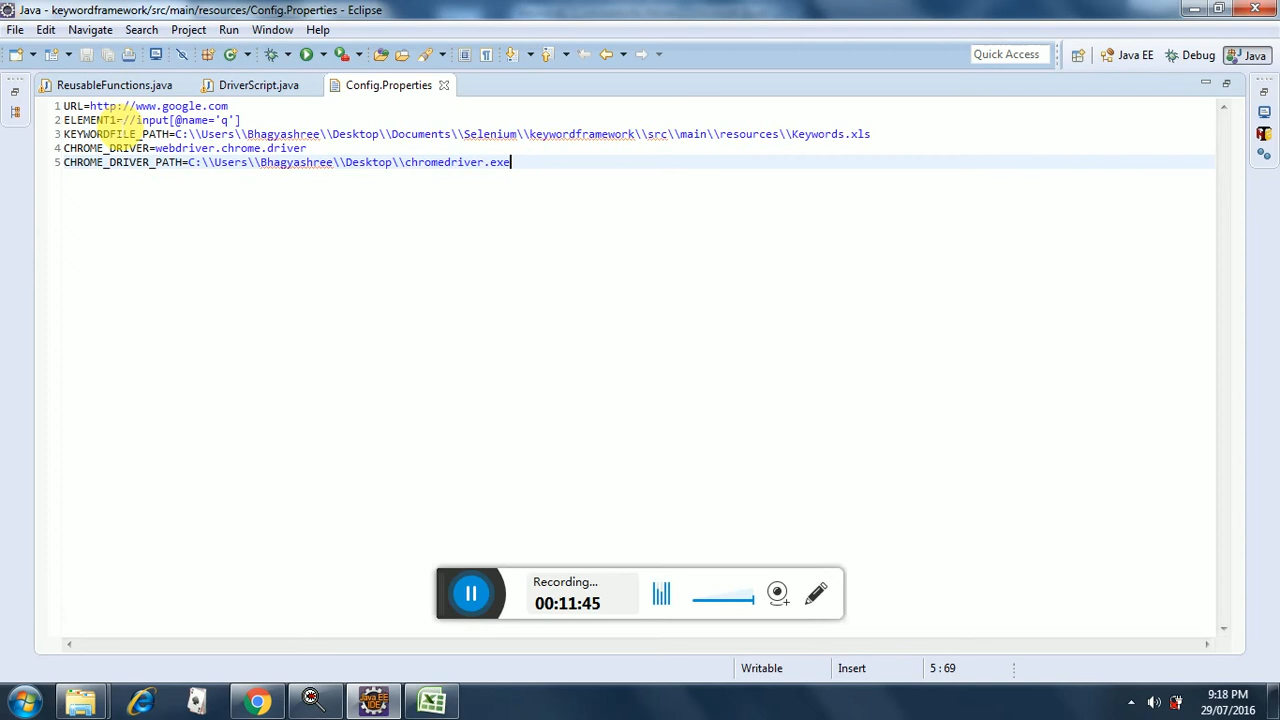 Java - keywordframework/src/main/resources/Config.Properties - Eclipse
File Edit Navigate Search Project Run Window Help
Quick Access
Java EE
Debug
Java
ReusableFunctions.java
DriverScript.java
Config.Properties
1 URL=http://www.google.com
2 ELEMENT1=//input[@name='q']
3 KEYWORDFILE_PATH=C:\\Users\\Bhagyashree\\Desktop\\Documents\\Selenium\\keywordframework\\src\\main\\resources\\Keywords.xls
4 CHROME_DRIVER=webdriver.chrome.driver
5 CHROME_DRIVER_PATH=C:\\Users\\Bhagyashree\\Desktop\\chromedriver.exe
Recording...
00:11:45
Writable
Insert
5 : 69
Java EE
IDE
9:18 PM
29/07/2016